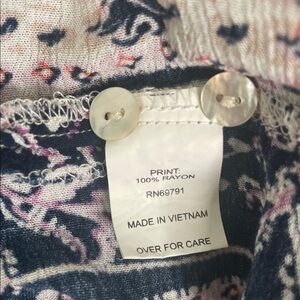 PRINT:
100% RAYON
RN69791
MADE IN VIETNAM
OVER FOR CARE